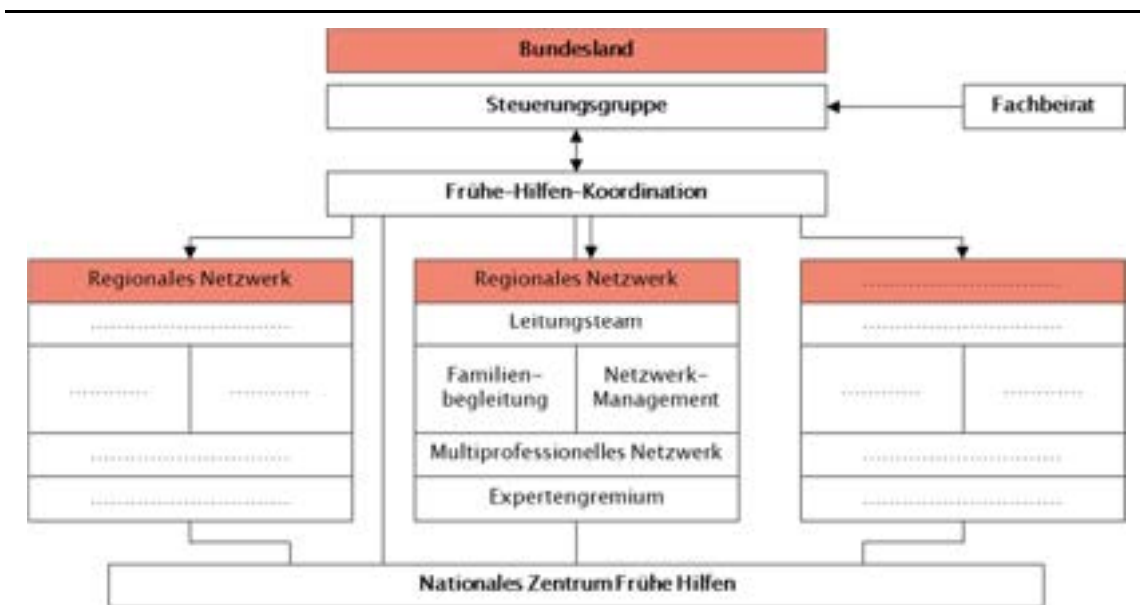 Bundesland
Steuerungsgruppe
Fachbeirat
Frühe-Hilfen-Koordination
Regionales Netzwerk
Regionales Netzwerk
Leitungsteam
Familien-
begleitung
Netzwerk-
Management
Multiprofessionelles Netzwerk
Expertengremium
Nationales Zentrum Frühe Hilfen